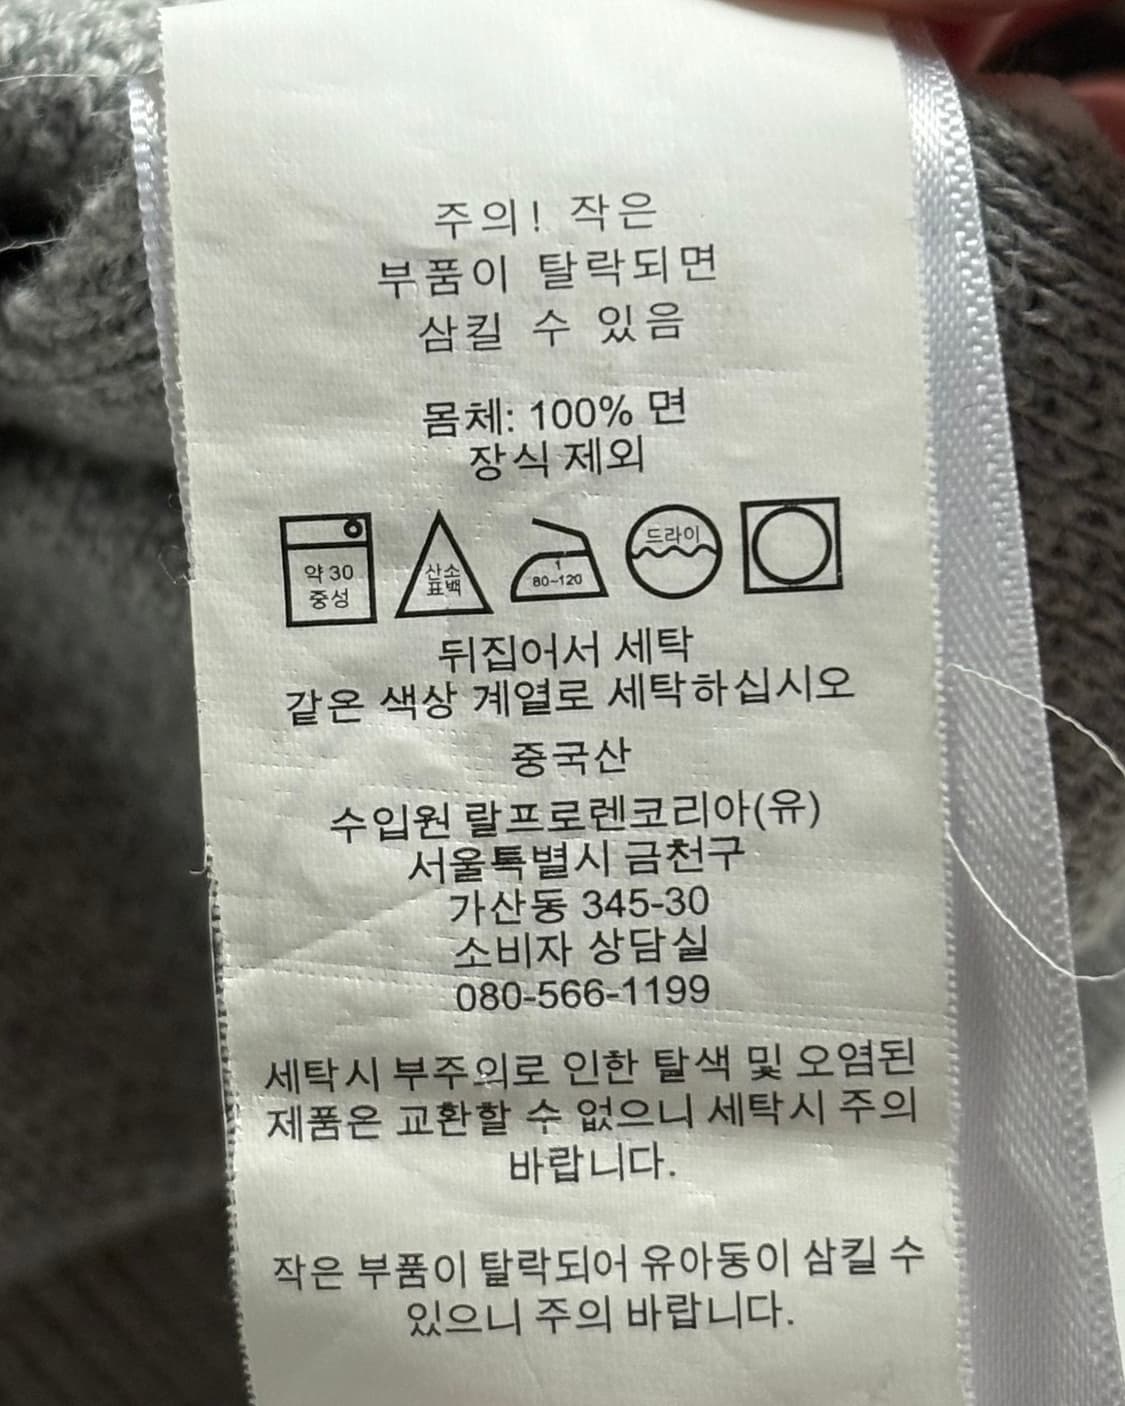 주의! 작은
부품이 탈락되면
삼킬 수 있음
몸체: 100% 면
장식 제외
약 30
중성
산소
표백
1
80~120
드라이
뒤집어서 세탁
같은 색상 계열로 세탁하십시오
중국산
수입원 랄프로렌코리아(유)
서울특별시 금천구
가산동 345-30
소비자 상담실
080-566-1199
세탁시 부주의로 인한 탈색 및 오염된
제품은 교환할 수 없으니 세탁시 주의
바랍니다.
작은 부품이 탈락되어 유아동이 삼킬 수
있으니 주의 바랍니다.